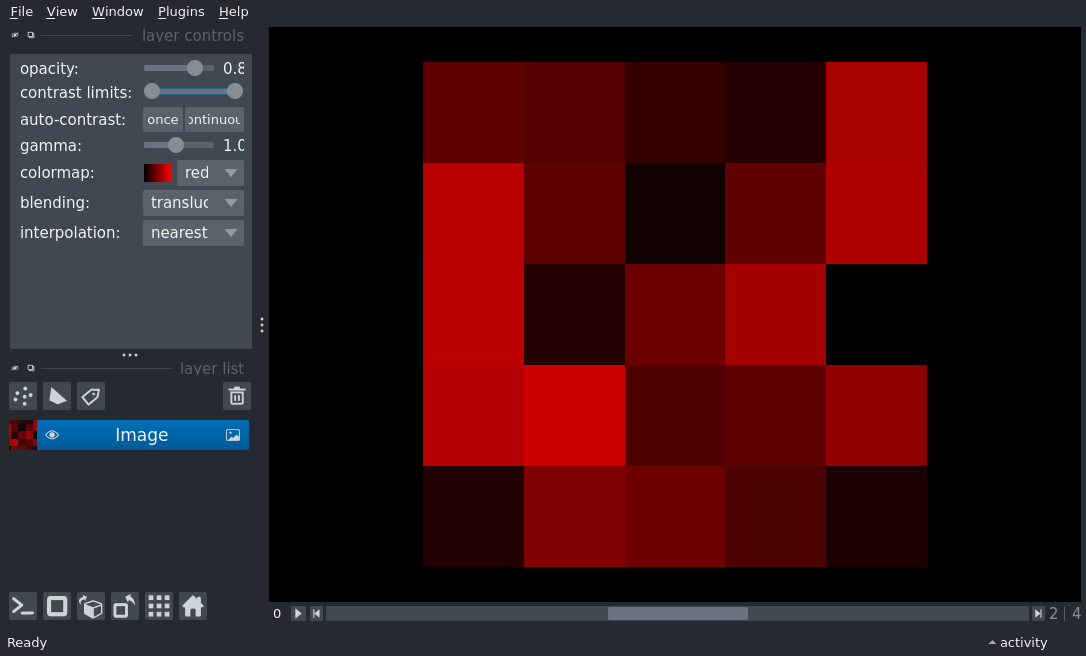 File View Window Plugins Help
layer controls
opacity: 0.8
contrast limits:
auto-contrast: once ontinuou
gamma: 1.0
colormap: red
blending: transluc
interpolation: nearest
layer list
Image
0 2 | 4
Ready
activity